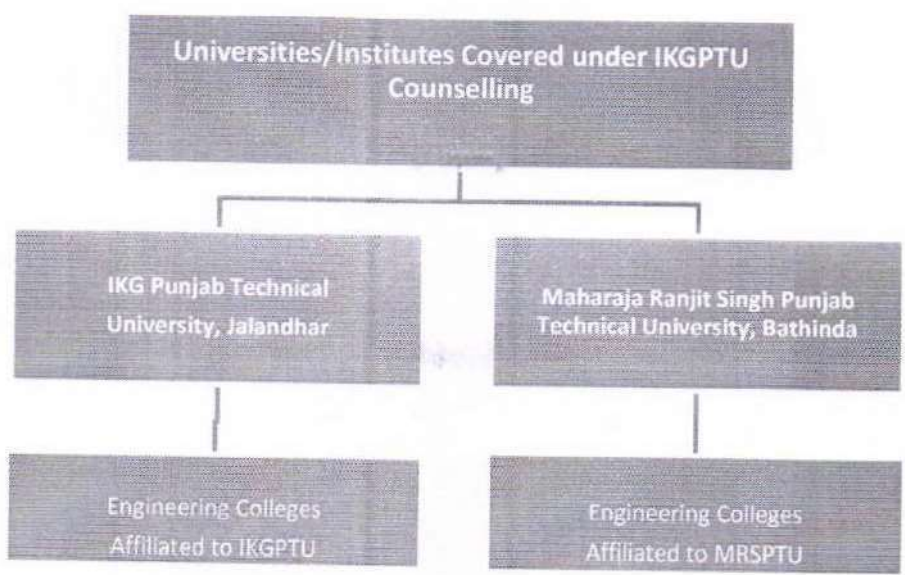 Universities/Institutes Covered under IKGPTU
Counselling
IKG Punjab Technical
University, Jalandhar
Maharaja Ranjit Singh Punjab
Technical University, Bathinda
Engineering Colleges
Affiliated to IKGPTU
Engineering Colleges
Affiliated to MRSPTU